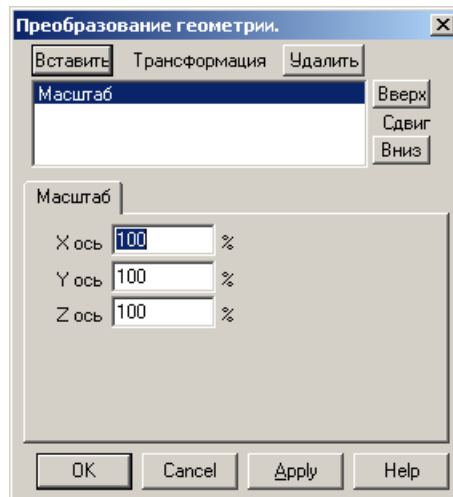 Преобразование геометрии.
Вставить Трансформация Удалить
Масштаб Вверх
Сдвиг
Вниз
Масштаб
X ось 100 %
Y ось 100 %
Z ось 100 %
OK Cancel Apply Help